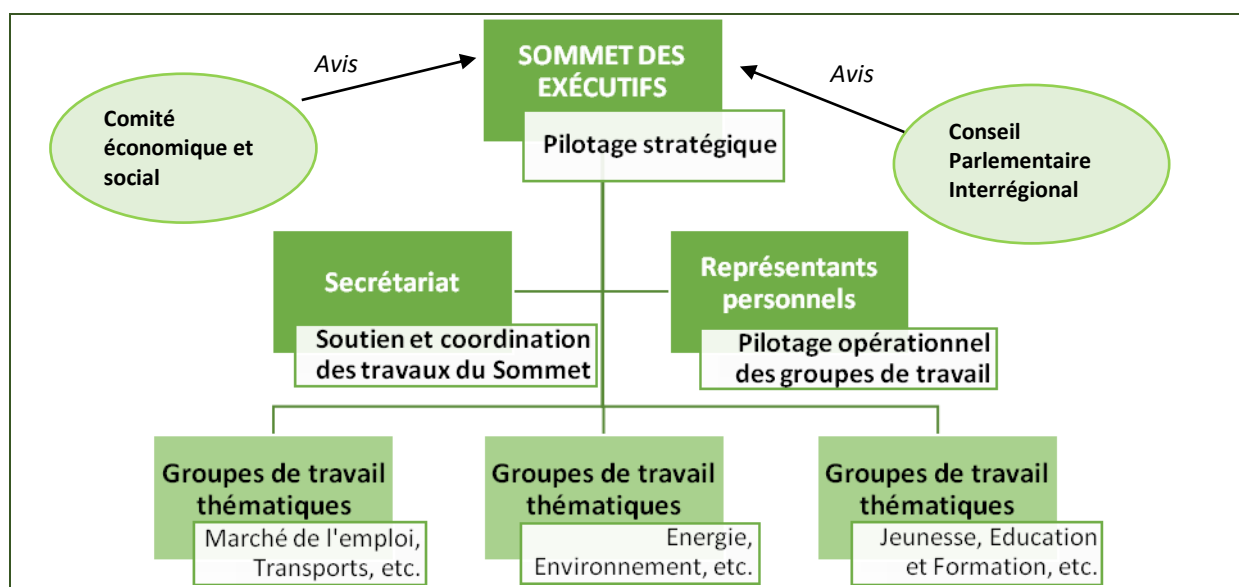 SOMMET DES
EXÉCUTIFS
Pilotage stratégique
Avis
Avis
Comité
économique et
social
Conseil
Parlementaire
Interrégional
Secrétariat
Soutien et coordination
des travaux du Sommet
Représentants
personnels
Pilotage opérationnel
des groupes de travail
Groupes de travail
thématiques
Marché de l'emploi,
Transports, etc.
Groupes de travail
thématiques
Energie,
Environnement, etc.
Groupes de travail
thématiques
Jeunesse, Education
et Formation, etc.